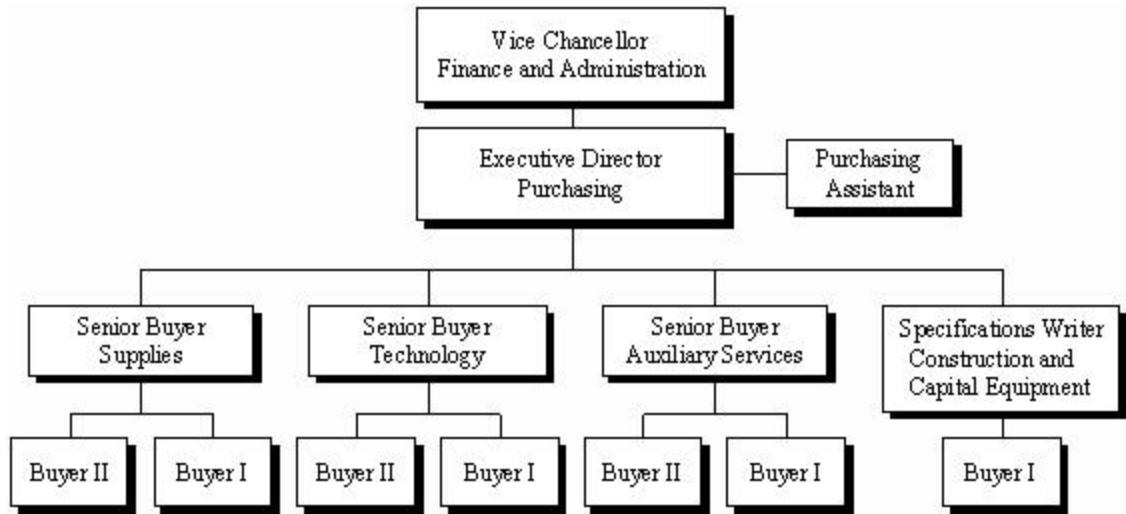 Vice Chancellor
Finance and Administration
Executive Director
Purchasing
Purchasing
Assistant
Senior Buyer
Supplies
Senior Buyer
Technology
Senior Buyer
Auxiliary Services
Specifications Writer
Construction and
Capital Equipment
Buyer II
Buyer I
Buyer II
Buyer I
Buyer II
Buyer I
Buyer I